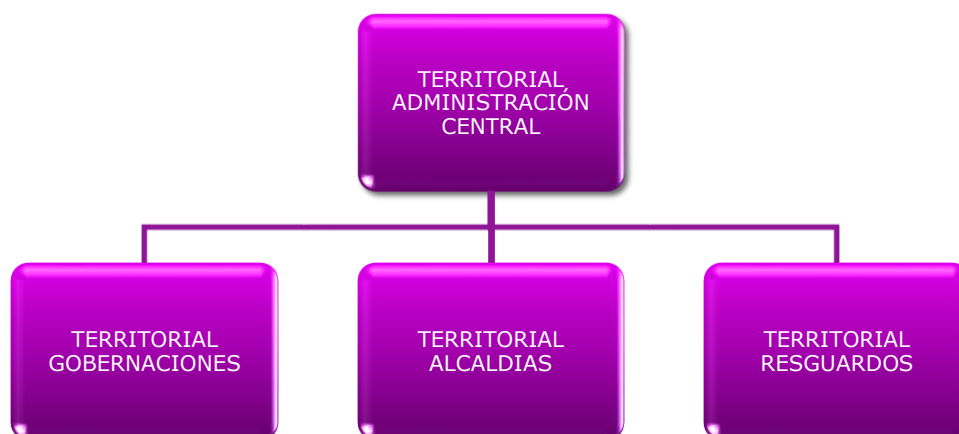 TERRITORIAL
ADMINISTRACIÓN
CENTRAL
TERRITORIAL
GOBERNACIONES
TERRITORIAL
ALCALDIAS
TERRITORIAL
RESGUARDOS